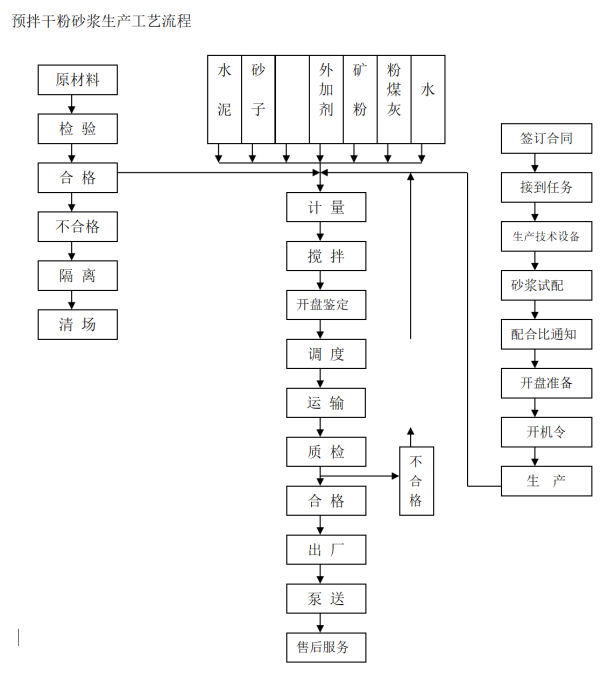 预拌干粉砂浆生产工艺流程
原材料
检 验
合 格
不合格
隔 离
清 场
水泥
砂子
外加剂
矿粉
粉煤灰
水
计 量
搅 拌
开盘鉴定
调 度
运 输
质 检
合 格
出 厂
泵 送
售后服务
不合格
签订合同
接到任务
生产技术设备
砂浆试配
配合比通知
开盘准备
开机令
生 产